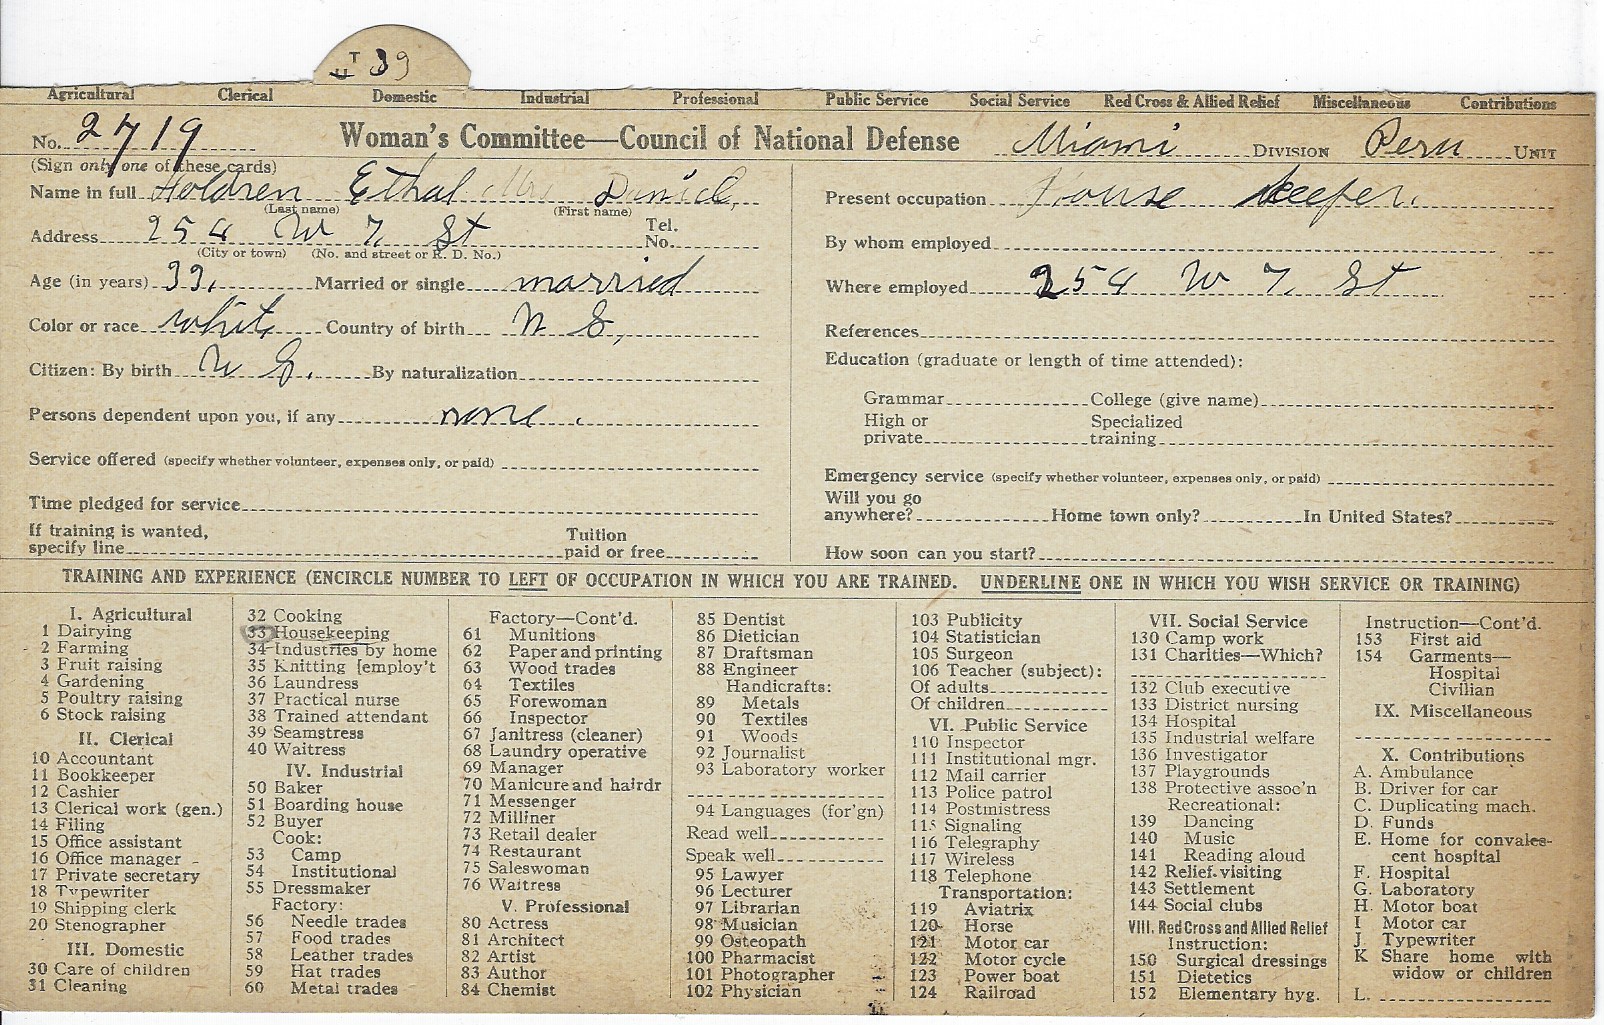 T 39
U
Agricultural Clerical Domestic Industrial Professional Public Service Social Service Red Cross & Allied Relief Miscellaneous Contributions
No. 2719 Woman's Committee—Council of National Defense Miami DIVISION Peru UNIT
(Sign only one of these cards)
Name in full Holdren Ethal Mrs Daniel,
(Last name) (First name)
Address 254 W 7, St Tel. No.
(City or town) (No. and street or R. D. No.)
Age (in years) 39, Married or single married
Color or race white Country of birth U S,
Citizen: By birth U S. By naturalization
Persons dependent upon you, if any none.
Service offered (specify whether volunteer, expenses only, or paid)
Time pledged for service
If training is wanted, specify line Tuition paid or free
Present occupation House keeper.
By whom employed
Where employed 254 W 7, St
References
Education (graduate or length of time attended):
Grammar College (give name)
High or private Specialized training
Emergency service (specify whether volunteer, expenses only, or paid)
Will you go anywhere? Home town only? In United States?
How soon can you start?
TRAINING AND EXPERIENCE (ENCIRCLE NUMBER TO LEFT OF OCCUPATION IN WHICH YOU ARE TRAINED. UNDERLINE ONE IN WHICH YOU WISH SERVICE OR TRAINING)
I. Agricultural
1 Dairying
2 Farming
3 Fruit raising
4 Gardening
5 Poultry raising
6 Stock raising
II. Clerical
10 Accountant
11 Bookkeeper
12 Cashier
13 Clerical work (gen.)
14 Filing
15 Office assistant
16 Office manager
17 Private secretary
18 Typewriter
19 Shipping clerk
20 Stenographer
III. Domestic
30 Care of children
31 Cleaning
32 Cooking
33 Housekeeping
34 Industries by home
35 Knitting [employ't
36 Laundress
37 Practical nurse
38 Trained attendant
39 Seamstress
40 Waitress
IV. Industrial
50 Baker
51 Boarding house
52 Buyer
Cook:
53 Camp
54 Institutional
55 Dressmaker
Factory:
56 Needle trades
57 Food trades
58 Leather trades
59 Hat trades
60 Metal trades
Factory—Cont'd.
61 Munitions
62 Paper and printing
63 Wood trades
64 Textiles
65 Forewoman
66 Inspector
67 Janitress (cleaner)
68 Laundry operative
69 Manager
70 Manicure and hairdr
71 Messenger
72 Milliner
73 Retail dealer
74 Restaurant
75 Saleswoman
76 Waitress
V. Professional
80 Actress
81 Architect
82 Artist
83 Author
84 Chemist
85 Dentist
86 Dietician
87 Draftsman
88 Engineer
Handicrafts:
89 Metals
90 Textiles
91 Woods
92 Journalist
93 Laboratory worker
94 Languages (for'gn)
Read well
Speak well
95 Lawyer
96 Lecturer
97 Librarian
98 Musician
99 Osteopath
100 Pharmacist
101 Photographer
102 Physician
103 Publicity
104 Statistician
105 Surgeon
106 Teacher (subject):
Of adults
Of children
VI. Public Service
110 Inspector
111 Institutional mgr.
112 Mail carrier
113 Police patrol
114 Postmistress
115 Signaling
116 Telegraphy
117 Wireless
118 Telephone
Transportation:
119 Aviatrix
120 Horse
121 Motor car
122 Motor cycle
123 Power boat
124 Railroad
VII. Social Service
130 Camp work
131 Charities—Which?
132 Club executive
133 District nursing
134 Hospital
135 Industrial welfare
136 Investigator
137 Playgrounds
138 Protective assoc'n
Recreational:
139 Dancing
140 Music
141 Reading aloud
142 Relief visiting
143 Settlement
144 Social clubs
VIII. Red Cross and Allied Relief
Instruction:
150 Surgical dressings
151 Dietetics
152 Elementary hyg.
Instruction—Cont'd.
153 First aid
154 Garments—
Hospital
Civilian
IX. Miscellaneous
X. Contributions
A. Ambulance
B. Driver for car
C. Duplicating mach.
D. Funds
E. Home for convales-
cent hospital
F. Hospital
G. Laboratory
H. Motor boat
I Motor car
J. Typewriter
K Share home with
widow or children
L.